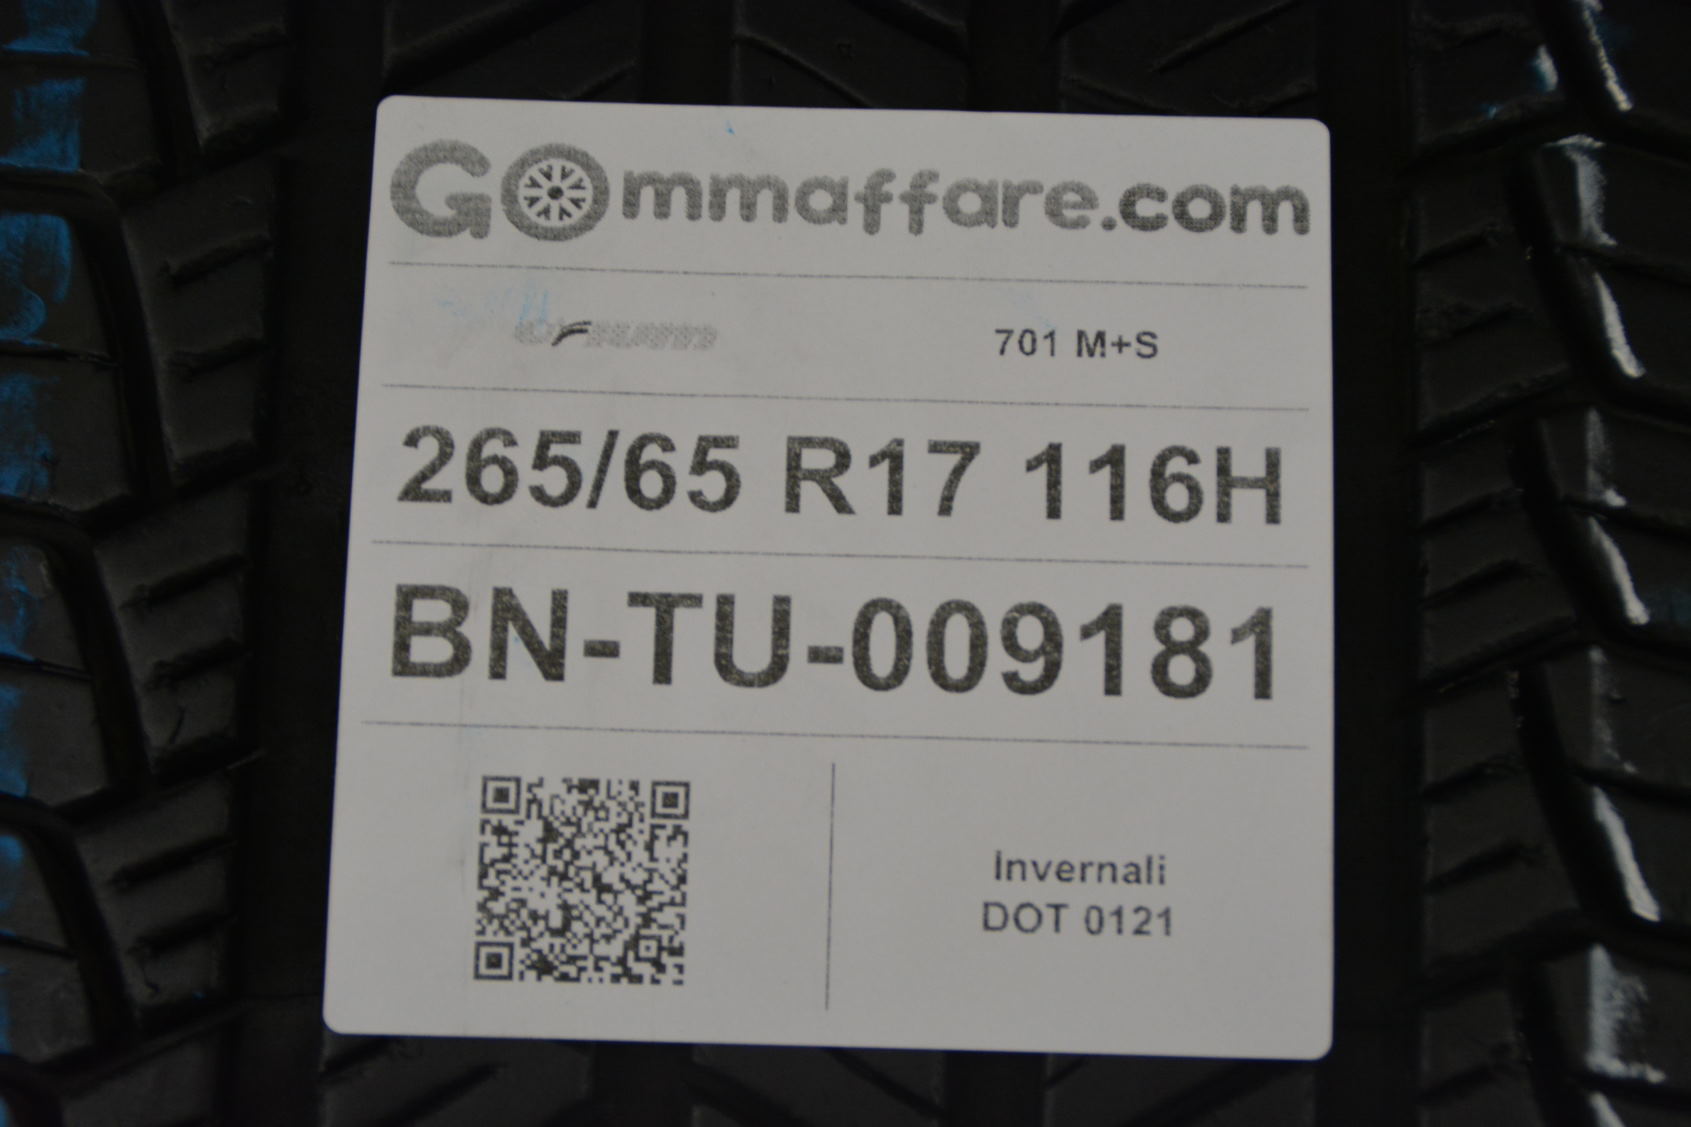 GOmmaffare.com
701 M+S
265/65 R17 116H
BN-TU-009181
Invernali
DOT 0121